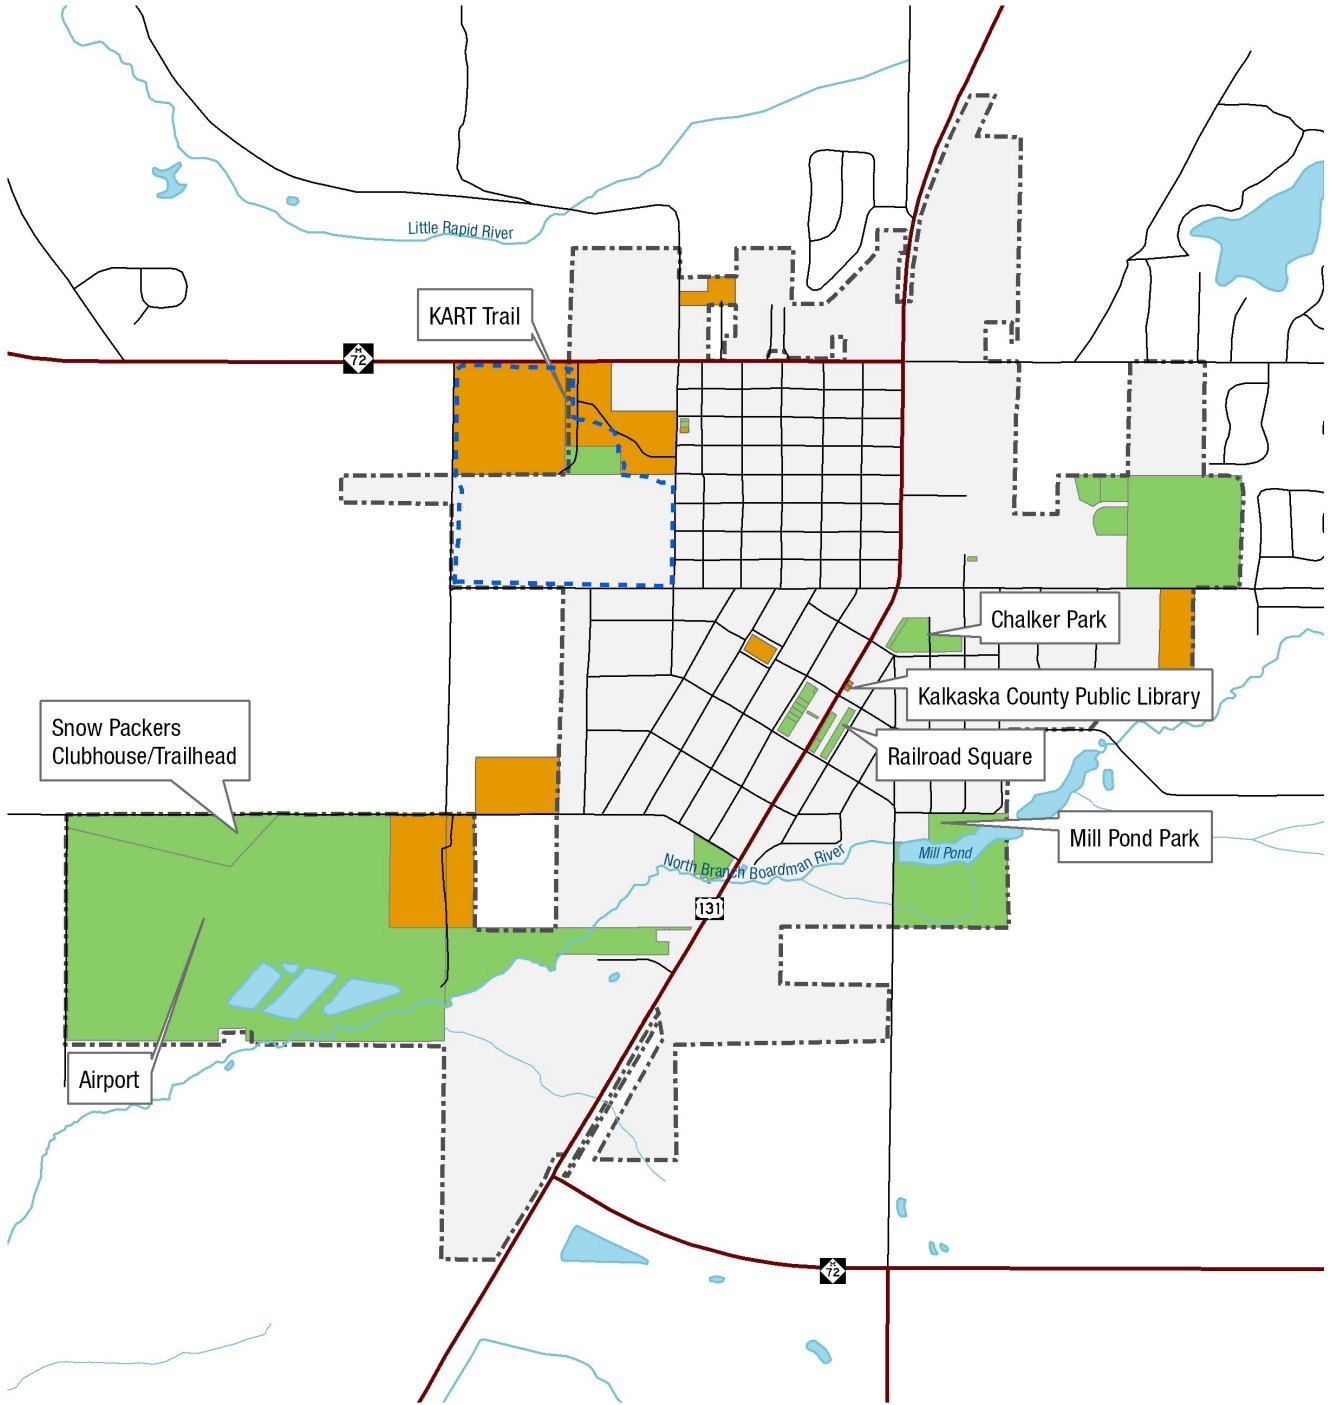 Little Rapid River
KART Trail
M
72
Chalker Park
Kalkaska County Public Library
Snow Packers
Clubhouse/Trailhead
Railroad Square
Mill Pond Park
Mill Pond
North Branch Boardman River
131
Airport
M
72